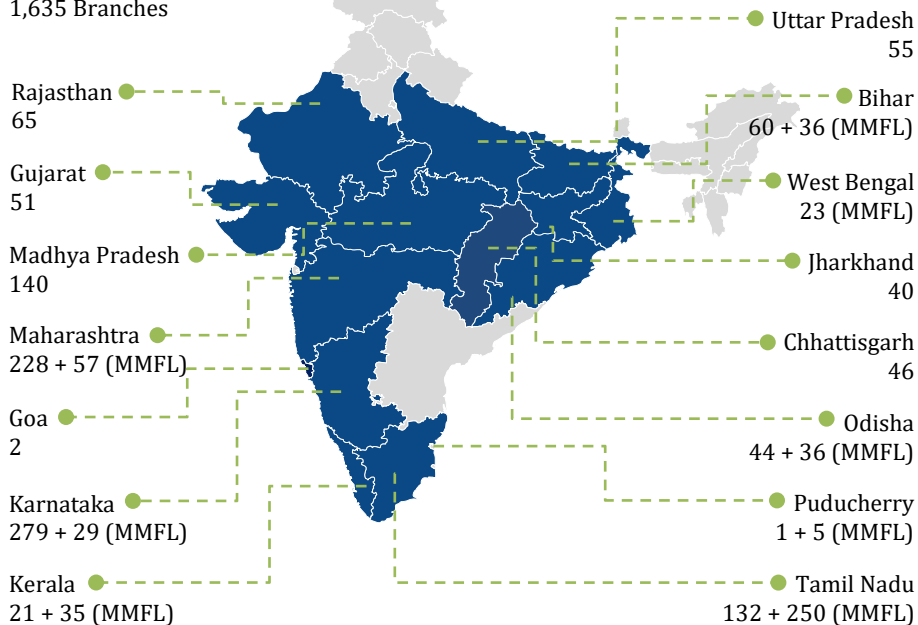 1,635 Branches
Rajasthan
65
Gujarat
51
Madhya Pradesh
140
Maharashtra
228 + 57 (MMFL)
Goa
2
Karnataka
279 + 29 (MMFL)
Kerala
21 + 35 (MMFL)
Uttar Pradesh
55
Bihar
60 + 36 (MMFL)
West Bengal
23 (MMFL)
Jharkhand
40
Chhattisgarh
46
Odisha
44 + 36 (MMFL)
Puducherry
1 + 5 (MMFL)
Tamil Nadu
132 + 250 (MMFL)